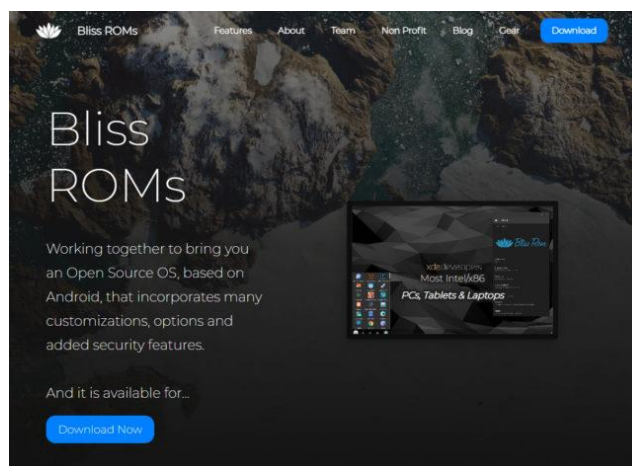 Bliss ROMs Features About Team Non Profit Blog Gear Download
Bliss
ROMs
Working together to bring you
an Open Source OS, based on
Android, that incorporates many
customizations, options and
added security features.
And it is available for...
Download Now
Bliss Rom
xdadevelopers
Most Intel/x86
PCs, Tablets & Laptops